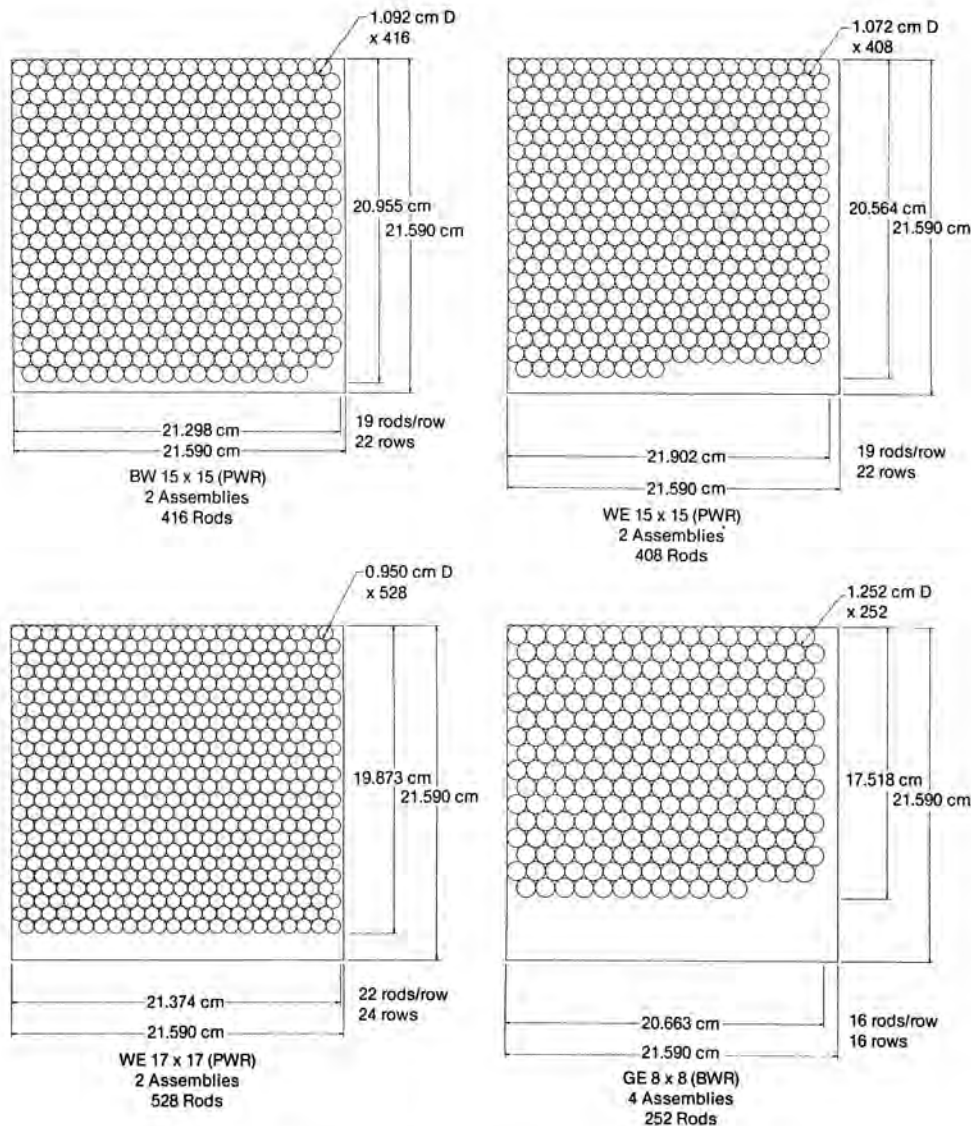 1.092 cm D
x 416
20.955 cm
21.590 cm
21.298 cm
21.590 cm
19 rods/row
22 rows
BW 15 x 15 (PWR)
2 Assemblies
416 Rods
1.072 cm D
x 408
20.564 cm
21.590 cm
21.902 cm
21.590 cm
19 rods/row
22 rows
WE 15 x 15 (PWR)
2 Assemblies
408 Rods
0.950 cm D
x 528
19.873 cm
21.590 cm
21.374 cm
21.590 cm
22 rods/row
24 rows
WE 17 x 17 (PWR)
2 Assemblies
528 Rods
1.252 cm D
x 252
17.518 cm
21.590 cm
20.663 cm
21.590 cm
16 rods/row
16 rows
GE 8 x 8 (BWR)
4 Assemblies
252 Rods